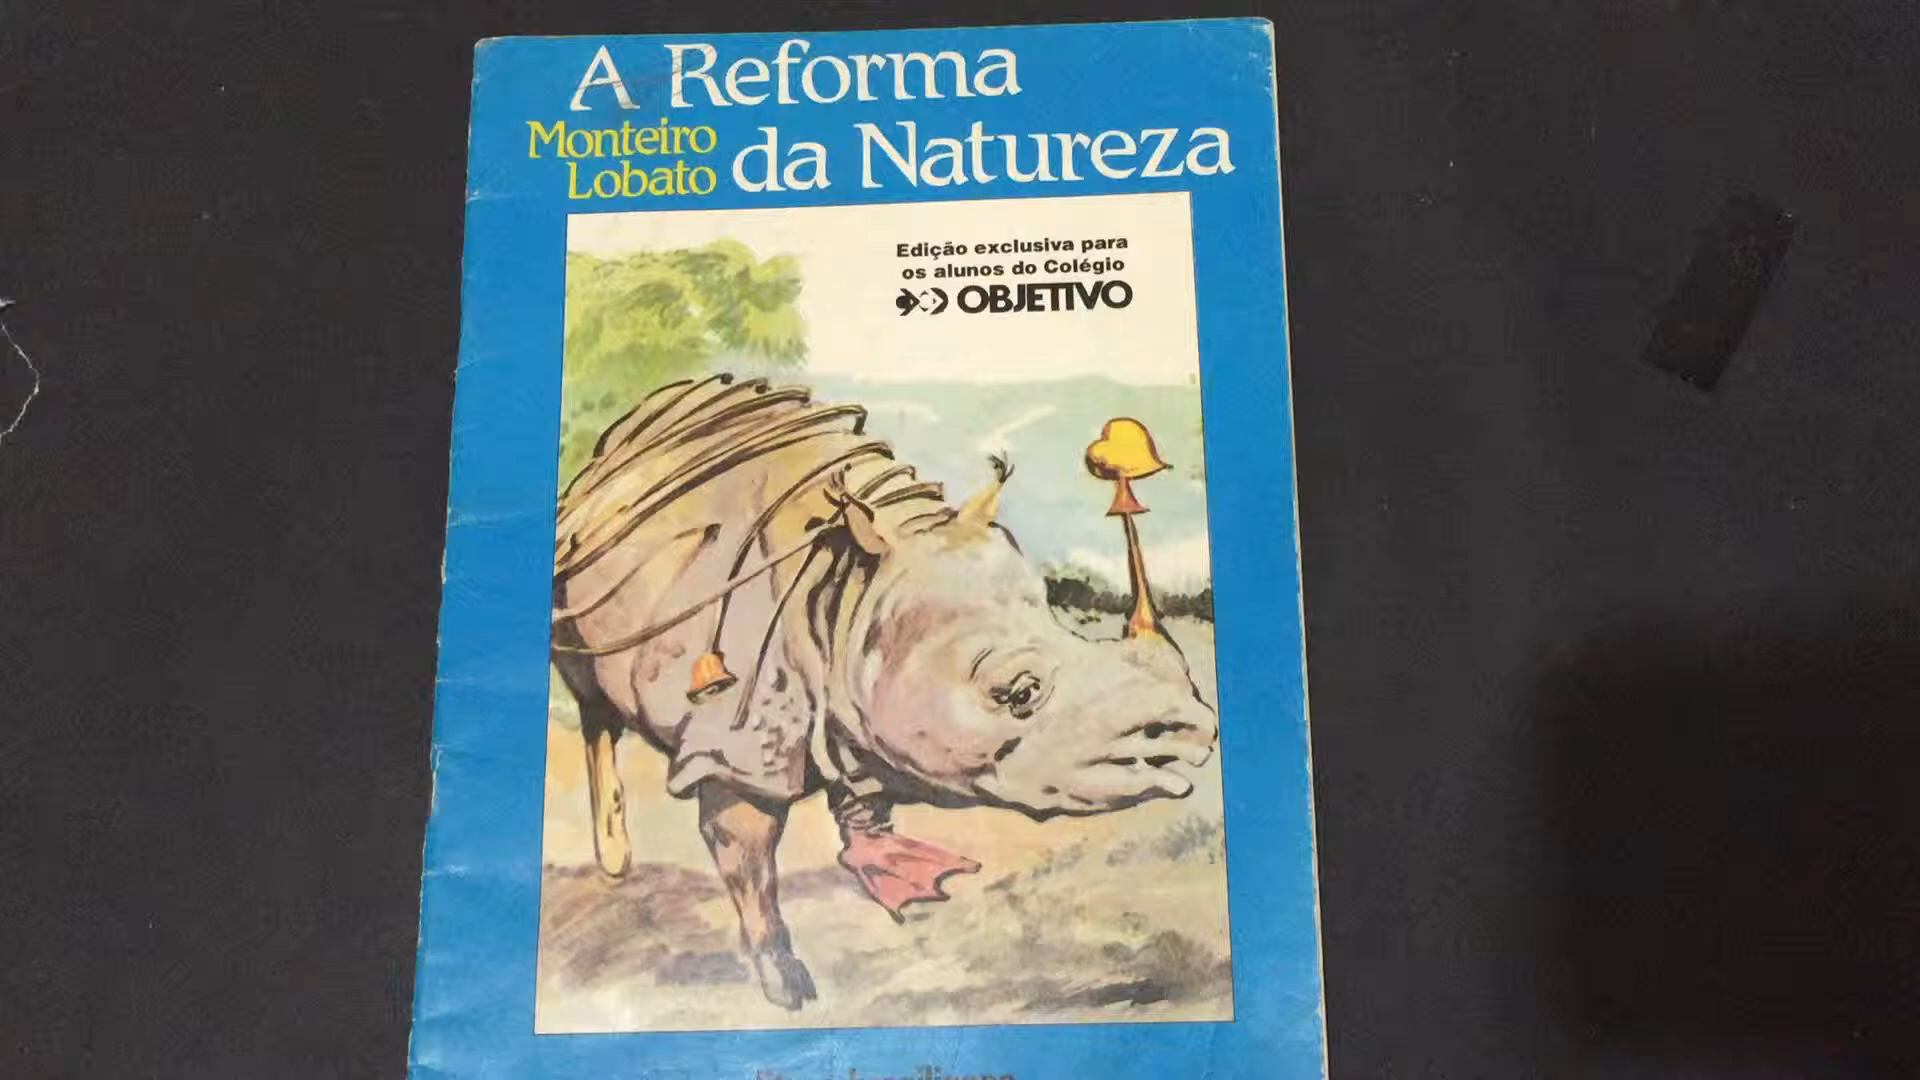 A Reforma
da Natureza
Monteiro
Lobato
Edição exclusiva para
os alunos do Colégio
OBJETIVO